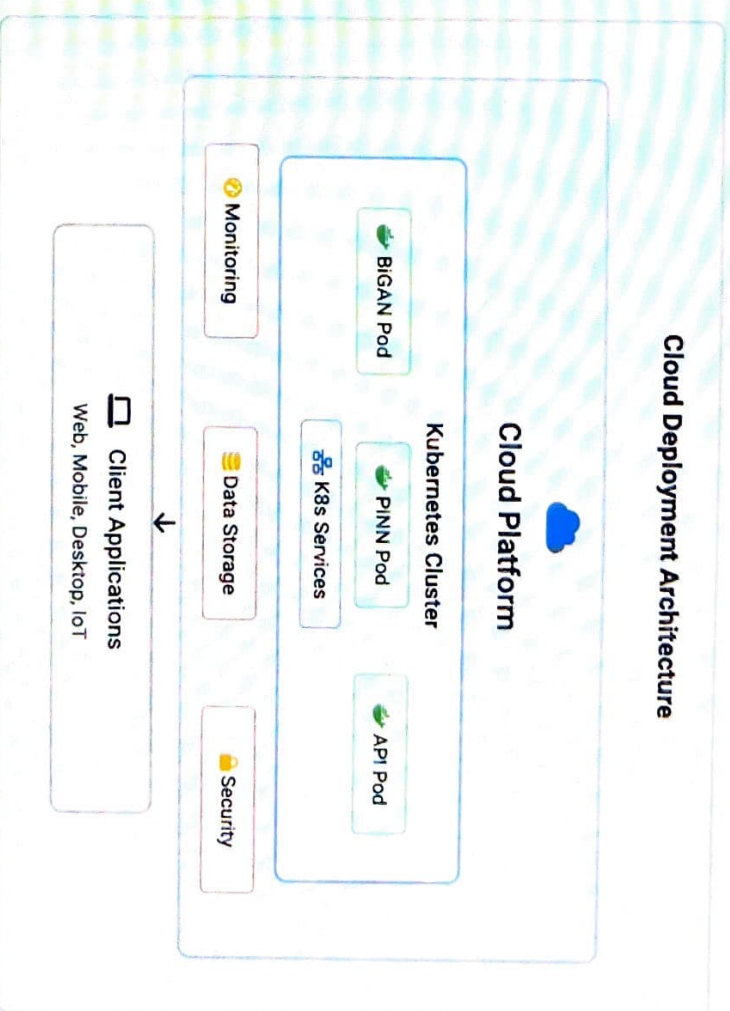 Cloud Deployment Architecture
Cloud Platform
Kubernetes Cluster
BiGAN Pod
PINN Pod
API Pod
K8s Services
Monitoring
Data Storage
Security
Client Applications
Web, Mobile, Desktop, IoT